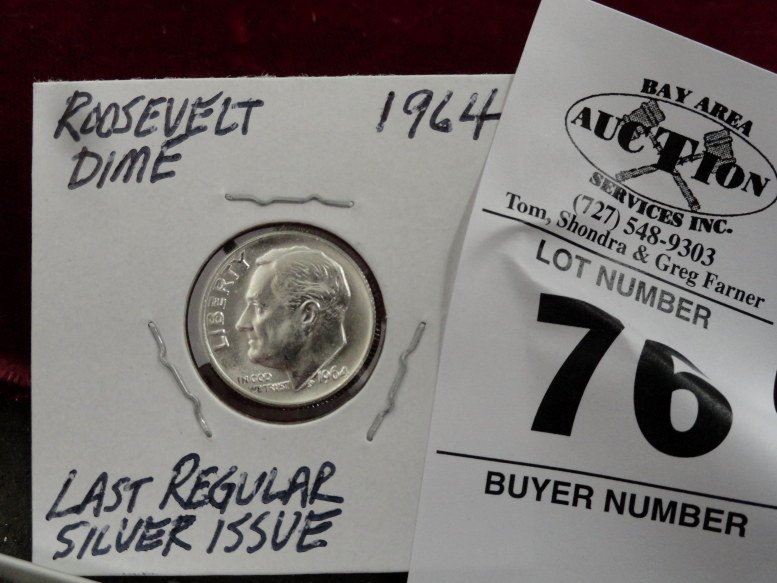 ROOSEVELT 1964
DIME
LIBERTY
IN GOD
WE TRUST
1964
LAST REGULAR
SILVER ISSUE
BAY AREA
AUCTION
SERVICES INC.
(727) 548-9303
Tom, Shondra & Greg Farner
LOT NUMBER
76
BUYER NUMBER